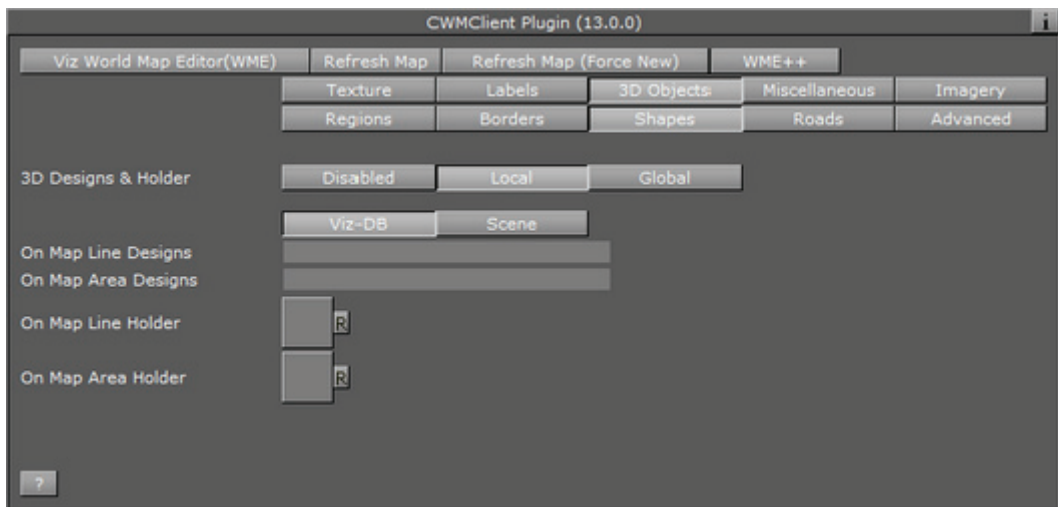 CWMClient Plugin (13.0.0) i
Viz World Map Editor(WME) Refresh Map Refresh Map (Force New) WME++
Texture Labels 3D Objects Miscellaneous Imagery
Regions Borders Shapes Roads Advanced
3D Designs & Holder Disabled Local Global
Viz-DB Scene
On Map Line Designs
On Map Area Designs
On Map Line Holder R
On Map Area Holder R
?